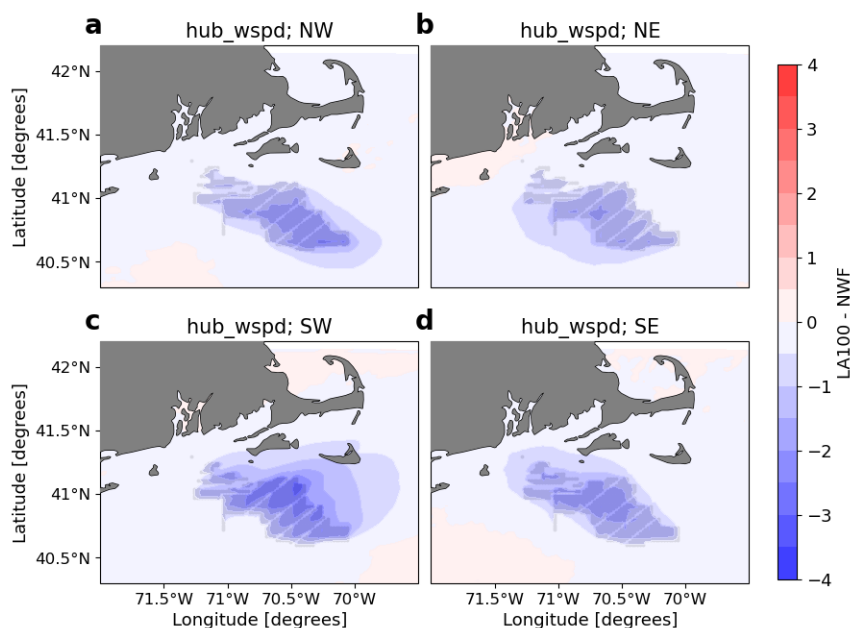 a
hub_wspd; NW
b
hub_wspd; NE
42°N
41.5°N
41°N
40.5°N
Latitude [degrees]
c
hub_wspd; SW
d
hub_wspd; SE
42°N
41.5°N
41°N
40.5°N
Latitude [degrees]
71.5°W 71°W 70.5°W 70°W
Longitude [degrees]
71.5°W 71°W 70.5°W 70°W
Longitude [degrees]
4
3
2
1
0
−1
−2
−3
−4
LA100 - NWF